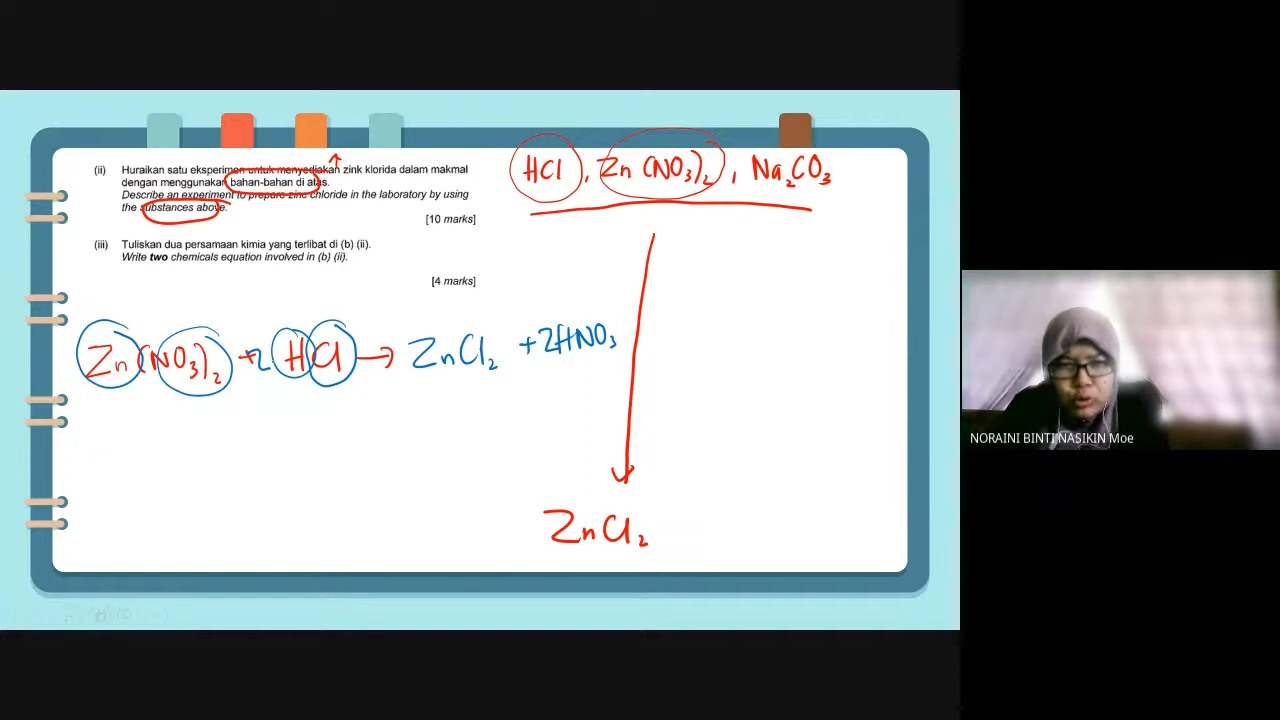 (ii) Huraikan satu eksperimen untuk menyediakan zink klorida dalam makmal
dengan menggunakan bahan-bahan di atas.
Describe an experiment to prepare zinc chloride in the laboratory by using
the substances above.
[10 marks]
(iii) Tuliskan dua persamaan kimia yang terlibat di (b) (ii).
Write two chemicals equation involved in (b) (ii).
[4 marks]
HCl, Zn(NO₃)₂, Na₂CO₃
Zn(NO₃)₂ + 2HCl → ZnCl₂ + 2HNO₃
ZnCl₂
NORAINI BINTI NASIKIN Moe